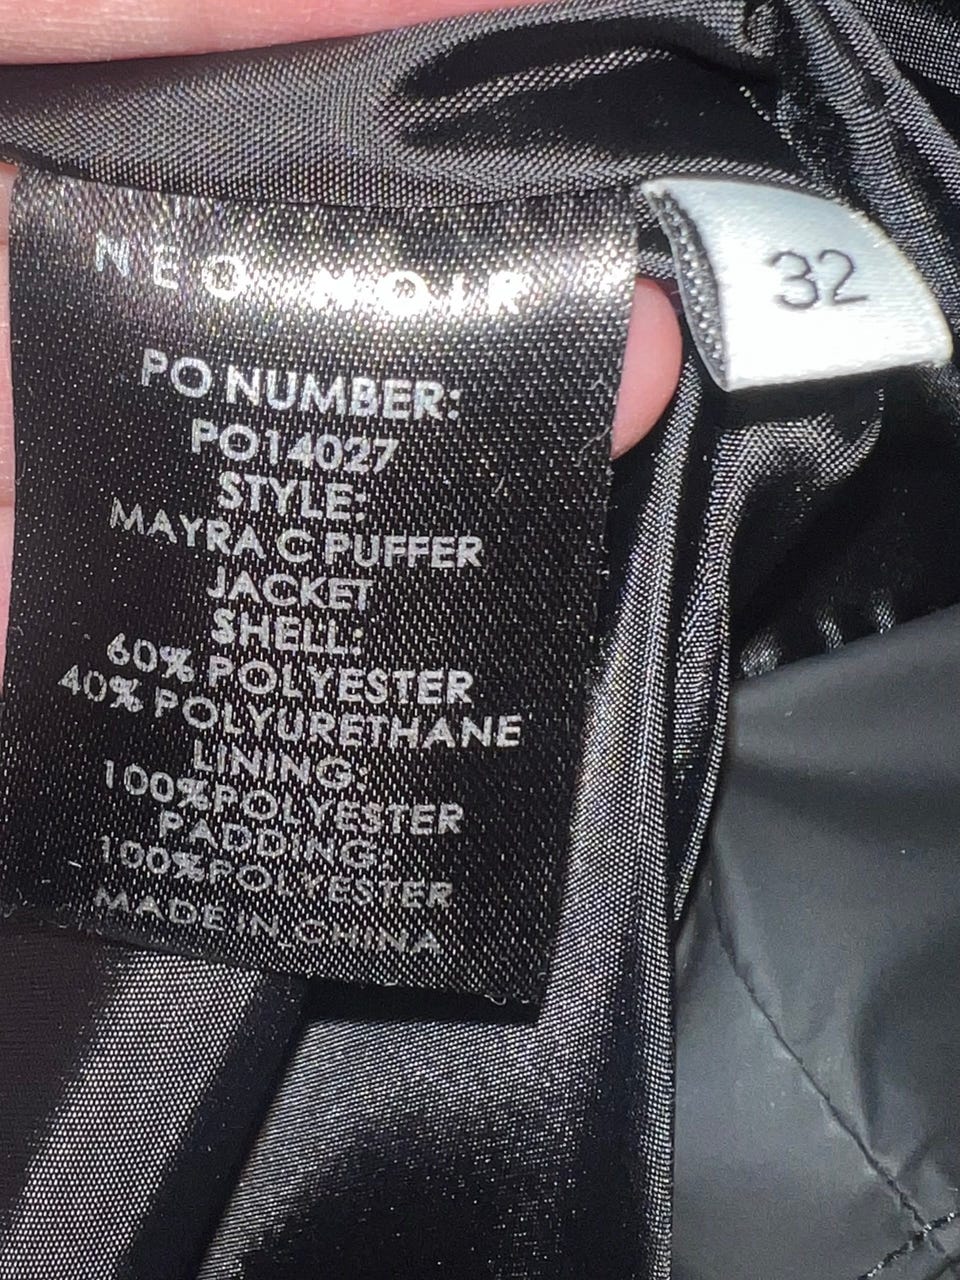 NEO NOIR
PO NUMBER:
PO14027
STYLE:
MAYRA C PUFFER
JACKET
SHELL:
60% POLYESTER
40% POLYURETHANE
LINING:
100%POLYESTER
PADDING:
100%POLYESTER
MADE IN CHINA
32